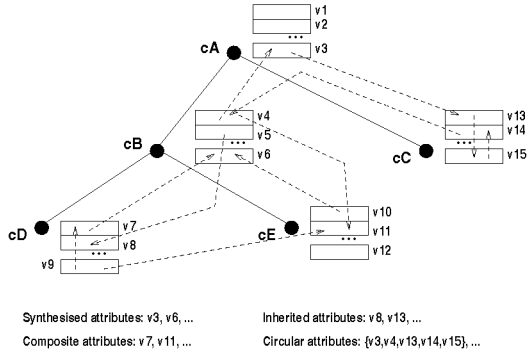 v1
v2
...
v3
cA
v4
v5
...
v6
cB
v13
v14
...
v15
cC
cD
v7
v8
...
v9
cE
v10
v11
...
v12
Synthesised attributes: v3, v6, ...
Inherited attributes: v8, v13, ...
Composite attributes: v7, v11, ...
Circular attributes: {v3,v4,v13,v14,v15}, ...